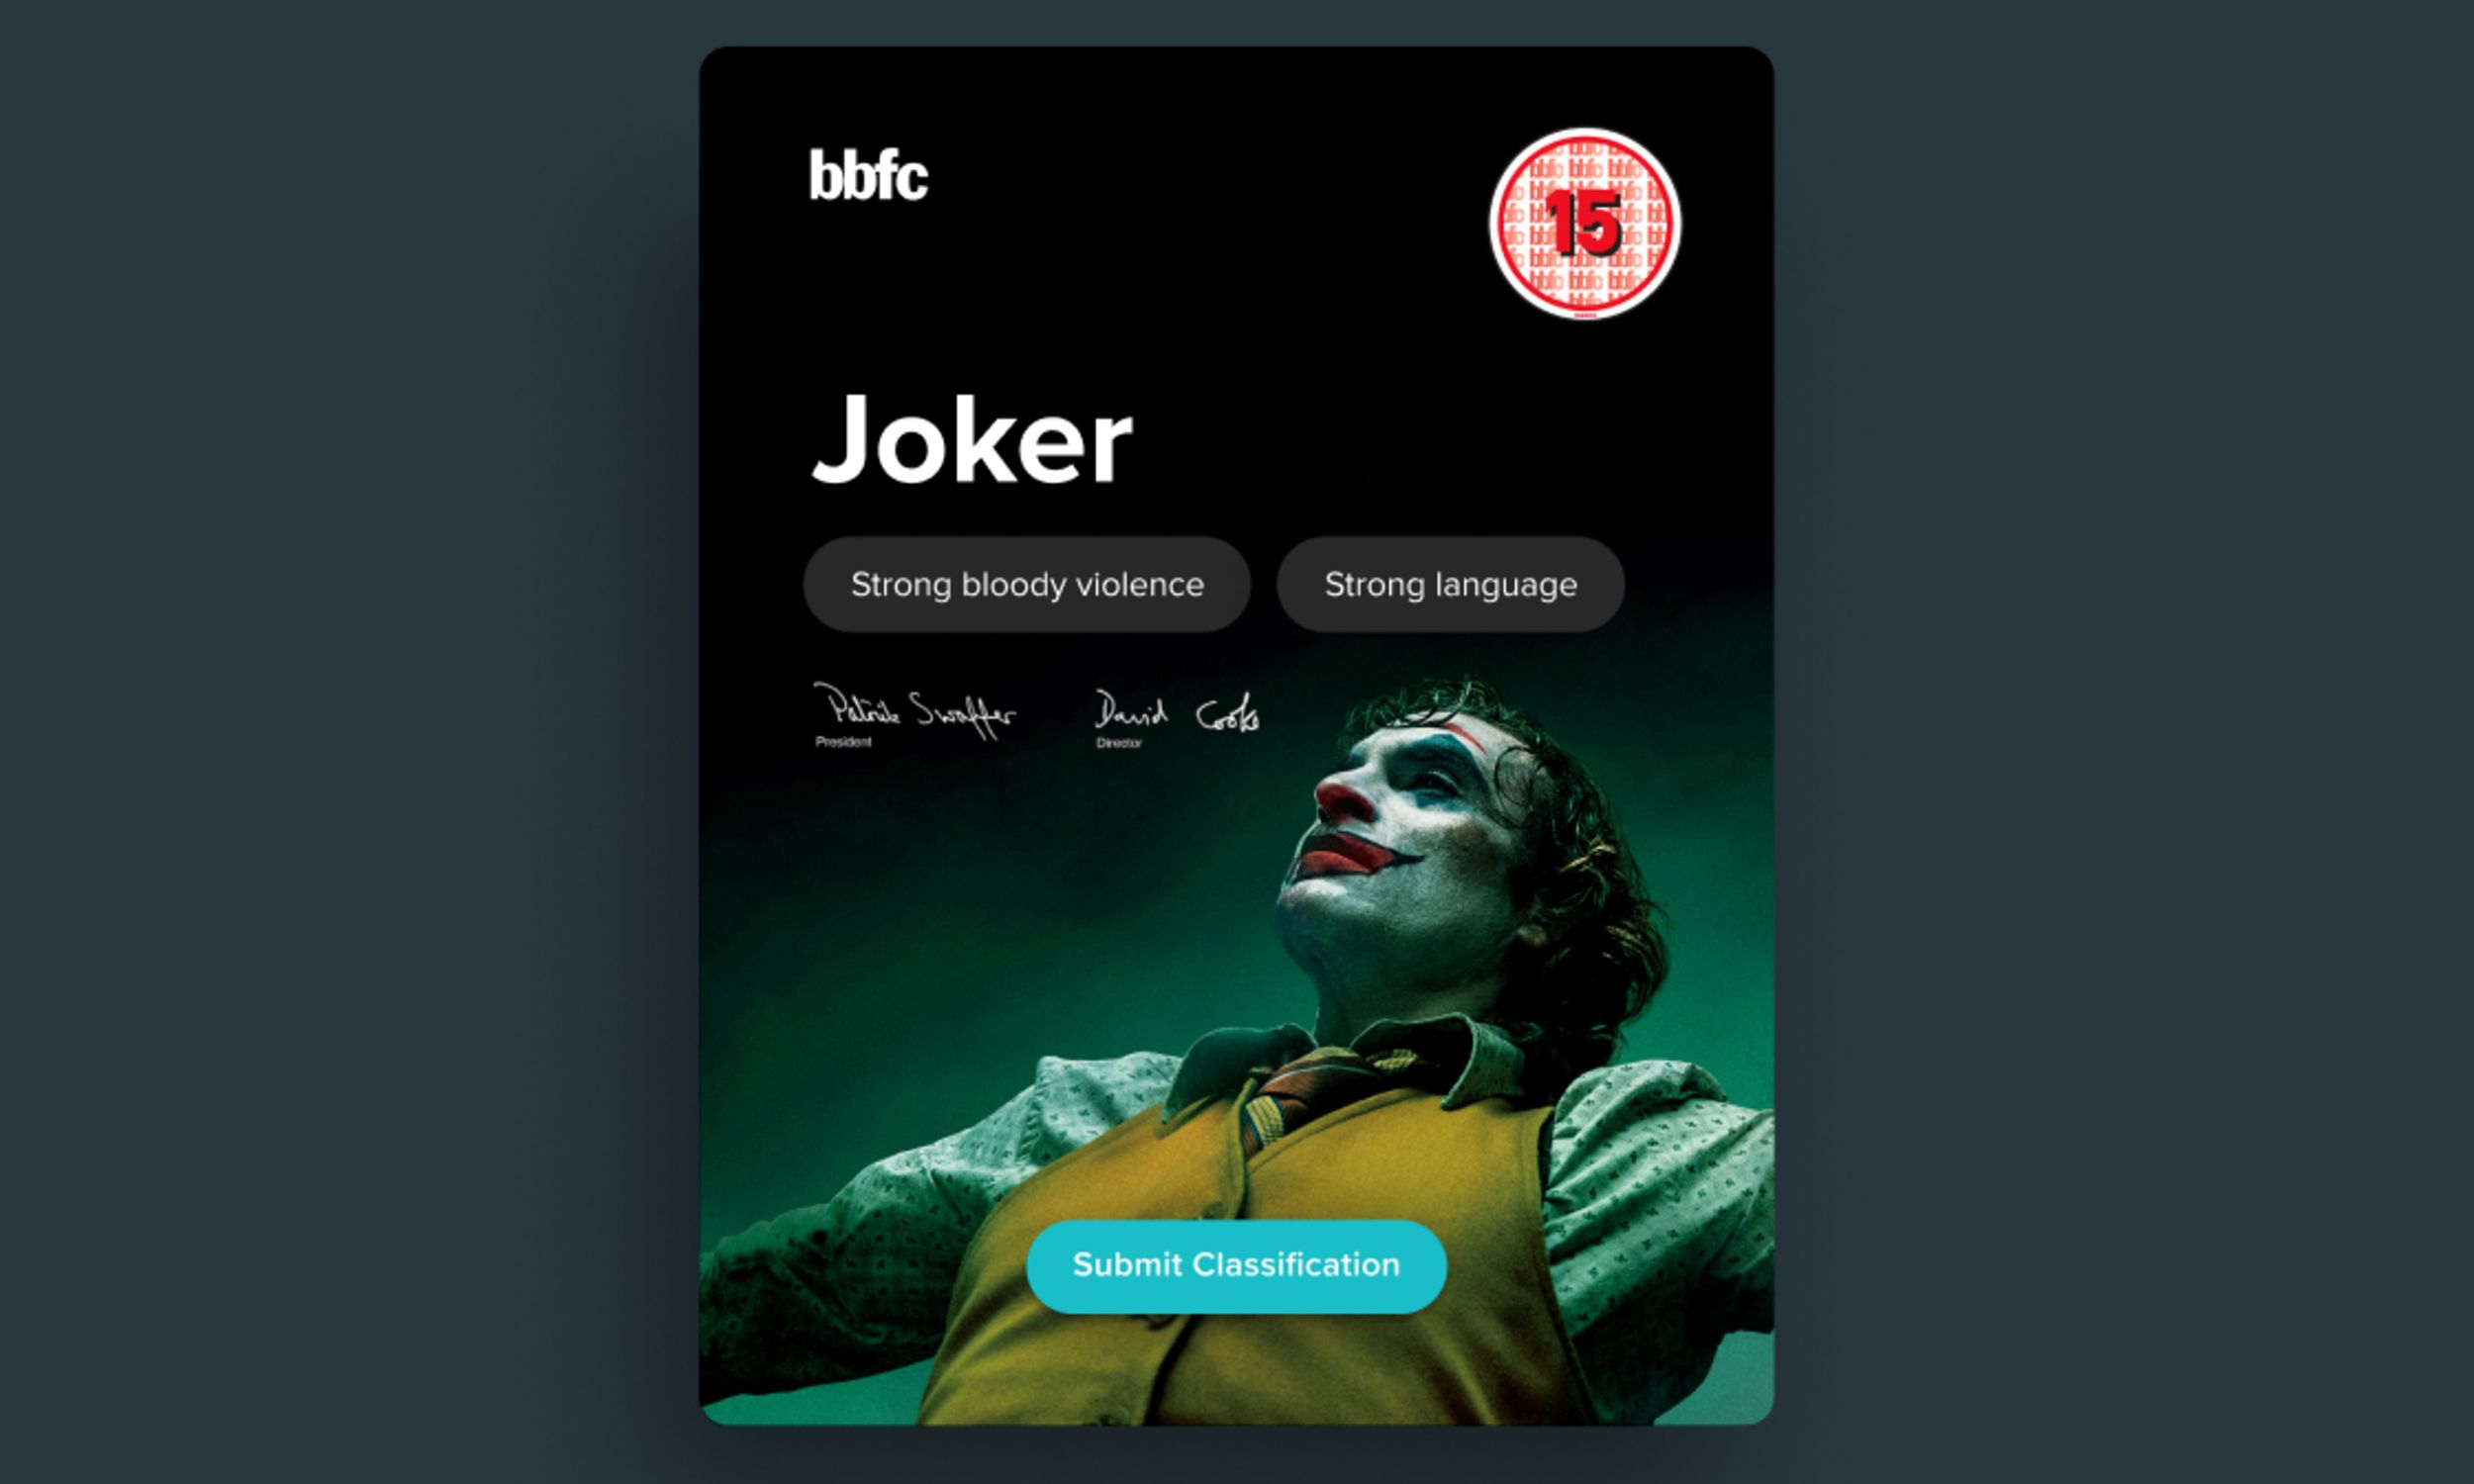 bbfc
15
Joker
Strong bloody violence
Strong language
Patrick Swaffer
President
David Cooke
Director
Submit Classification